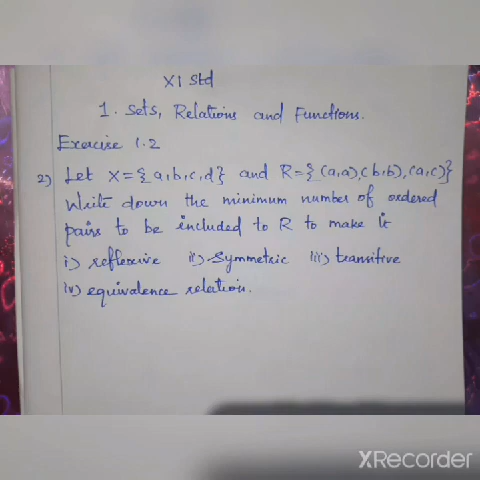 XI Std
1. Sets, Relations and Functions.
Exercise 1.2
2) Let X = {a,b,c,d} and R = {(a,a),(b,b),(a,c)}
Write down the minimum number of ordered
pairs to be included to R to make it
i) reflexive ii) Symmetric iii) transitive
iv) equivalence relation.
XRecorder